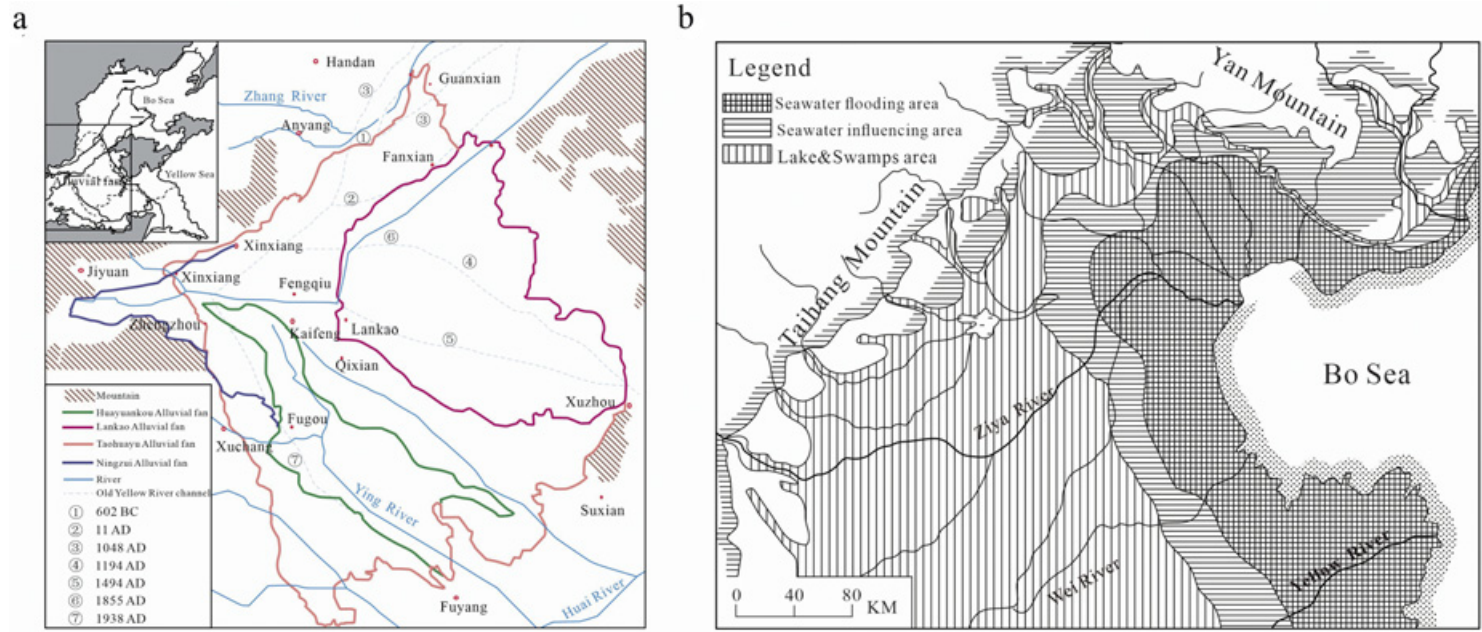 a
b
Bo Sea
Yellow Sea
Alluvial fan
Handan
Guanxian
③
Zhang River
③
Anyang
①
Fanxian
②
⑥
④
Xinxiang
Jiyuan
Xinxiang
Fengqiu
Zhengzhou
Kaifeng
Lankao
⑤
Qixian
Xuzhou
Fugou
Xuchang
⑦
Ying River
Suxian
Huai River
Fuyang
Mountain
Huayuankou Alluvial fan
Lankao Alluvial fan
Taohuayu Alluvial fan
Ningzui Alluvial fan
River
Old Yellow River channel
① 602 BC
② 11 AD
③ 1048 AD
④ 1194 AD
⑤ 1494 AD
⑥ 1855 AD
⑦ 1938 AD
Legend
Seawater flooding area
Seawater influencing area
Lake&Swamps area
Yan Mountain
Taihang Mountain
Bo Sea
Ziya River
Wei River
Yellow River
0 40 80 KM